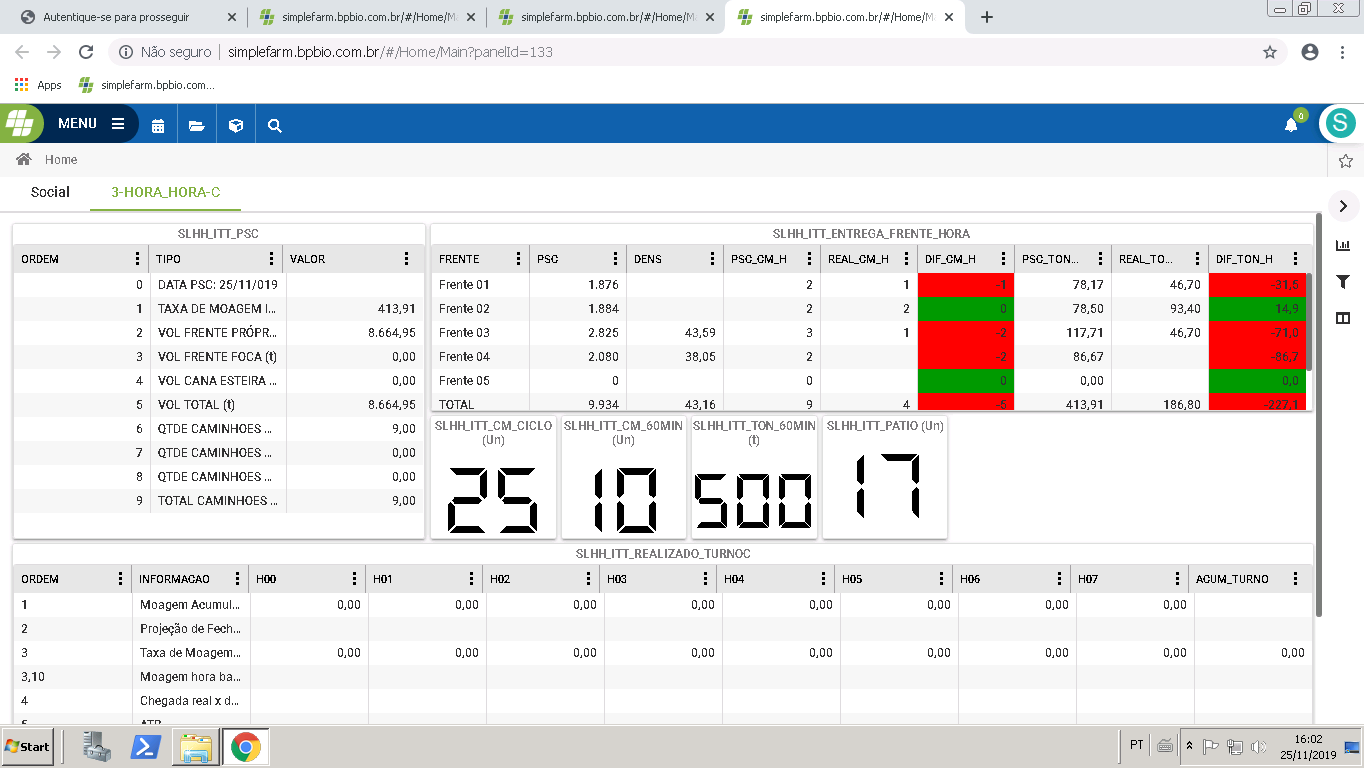 Autentique-se para prosseguir
simplefarm.bpbio.com.br/#/Home/M
simplefarm.bpbio.com.br/#/Home/M
simplefarm.bpbio.com.br/#/Home/M
Não seguro | simplefarm.bpbio.com.br/#/Home/Main?panelId=133
Apps simplefarm.bpbio.com...
MENU 0 S
Home
Social 3-HORA_HORA-C
SLHH_ITT_PSC
ORDEM TIPO VALOR
0 DATA PSC: 25/11/019
1 TAXA DE MOAGEM I... 413,91
2 VOL FRENTE PRÓPR... 8.664,95
3 VOL FRENTE FOCA (t) 0,00
4 VOL CANA ESTEIRA ... 0,00
5 VOL TOTAL (t) 8.664,95
6 QTDE CAMINHOES ... 9,00
7 QTDE CAMINHOES ... 0,00
8 QTDE CAMINHOES ... 0,00
9 TOTAL CAMINHOES ... 9,00
SLHH_ITT_ENTREGA_FRENTE_HORA
FRENTE PSC DENS PSC_CM_H REAL_CM_H DIF_CM_H PSC_TON... REAL_TO... DIF_TON_H
Frente 01 1.876 2 1 -1 78,17 46,70 -31,5
Frente 02 1.884 2 2 0 78,50 93,40 14,9
Frente 03 2.825 43,59 3 1 -2 117,71 46,70 -71,0
Frente 04 2.080 38,05 2 -2 86,67 -86,7
Frente 05 0 0 0 0,00 0,0
TOTAL 9.934 43,16 9 4 -5 413,91 186,80 -227,1
SLHH_ITT_CM_CICLO
(Un)
25
SLHH_ITT_CM_60MIN
(Un)
10
SLHH_ITT_TON_60MIN
(t)
500
SLHH_ITT_PATIO (Un)
17
SLHH_ITT_REALIZADO_TURNOC
ORDEM INFORMACAO H00 H01 H02 H03 H04 H05 H06 H07 ACUM_TURNO
1 Moagem Acumul... 0,00 0,00 0,00 0,00 0,00 0,00 0,00 0,00
2 Projeção de Fech...
3 Taxa de Moagem... 0,00 0,00 0,00 0,00 0,00 0,00 0,00 0,00 0,00
3,10 Moagem hora ba...
4 Chegada real x d...
Start PT 16:02
25/11/2019